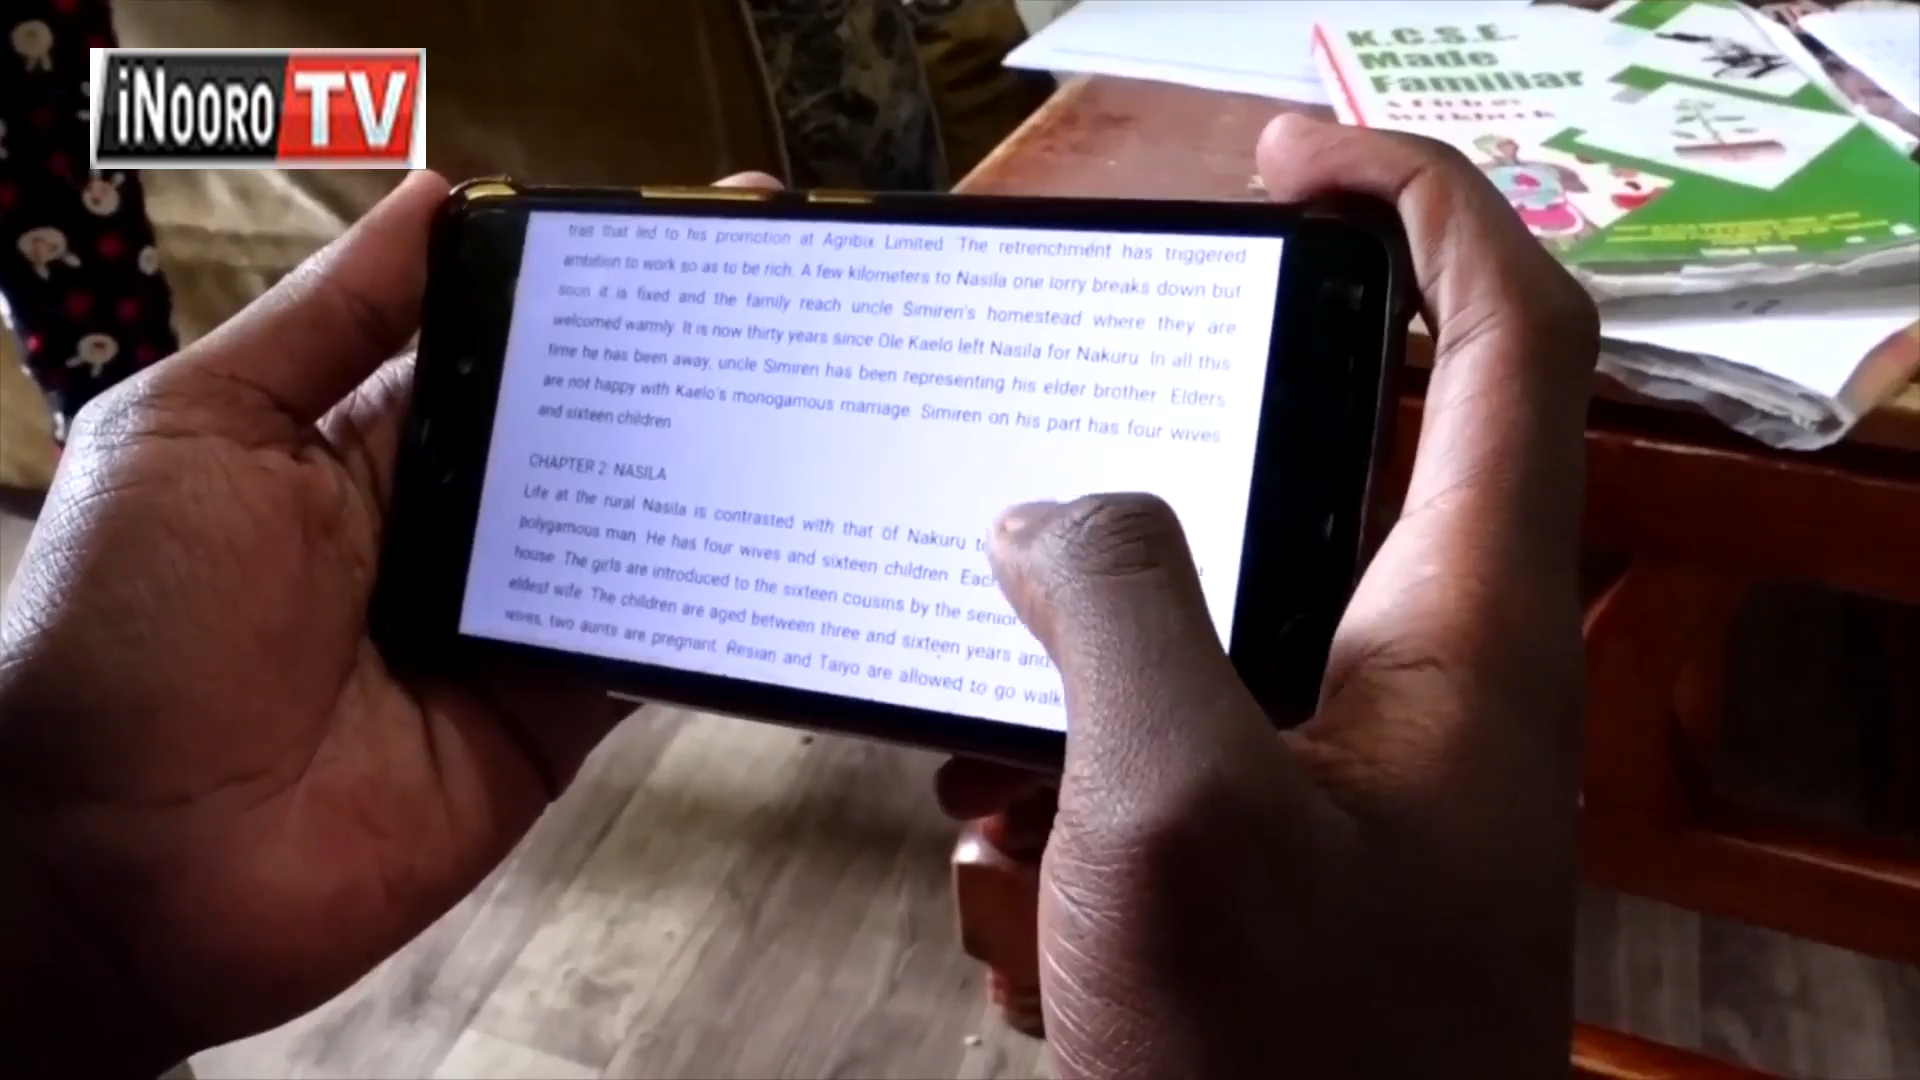 iNOORO TV
K.C.S.E.
Made
Familiar
trait that led to his promotion at Agribix Limited. The retrenchment has triggered
ambition to work so as to be rich. A few kilometers to Nasila one lorry breaks down but
soon it is fixed and the family reach uncle Simiren's homestead where they are
welcomed warmly. It is now thirty years since Ole Kaelo left Nasila for Nakuru. In all this
time he has been away, uncle Simiren has been representing his elder brother. Elders
are not happy with Kaelo's monogamous marriage. Simiren on his part has four wives
and sixteen children.
CHAPTER 2: NASILA
Life at the rural Nasila is contrasted with that of Nakuru
polygamous man. He has four wives and sixteen children. Each
house. The girls are introduced to the sixteen cousins by the senior
eldest wife. The children are aged between three and sixteen years and
wives, two aunts are pregnant. Resian and Taiyo are allowed to go walk